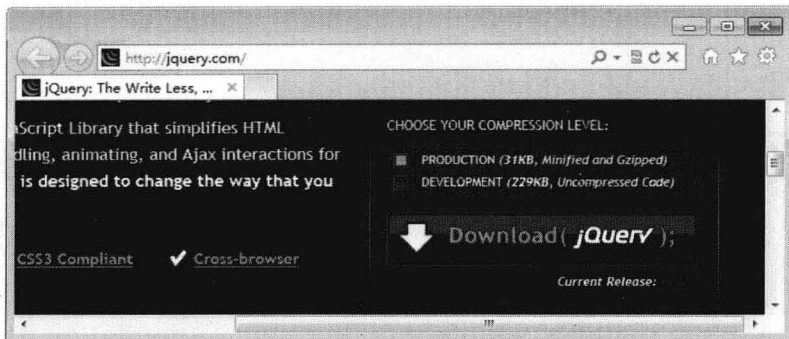 http://jquery.com/
jQuery: The Write Less, ...
aScript Library that simplifies HTML
dling, animating, and Ajax interactions for
is designed to change the way that you
CSS3 Compliant
Cross-browser
CHOOSE YOUR COMPRESSION LEVEL:
PRODUCTION (31KB, Minified and Gzipped)
DEVELOPMENT (229KB, Uncompressed Code)
Download( jQuery );
Current Release: